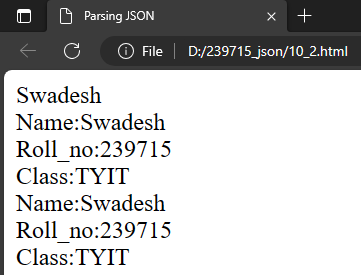 Parsing JSON
File
D:/239715_json/10_2.html
Swadesh
Name:Swadesh
Roll_no:239715
Class:TYIT
Name:Swadesh
Roll_no:239715
Class:TYIT